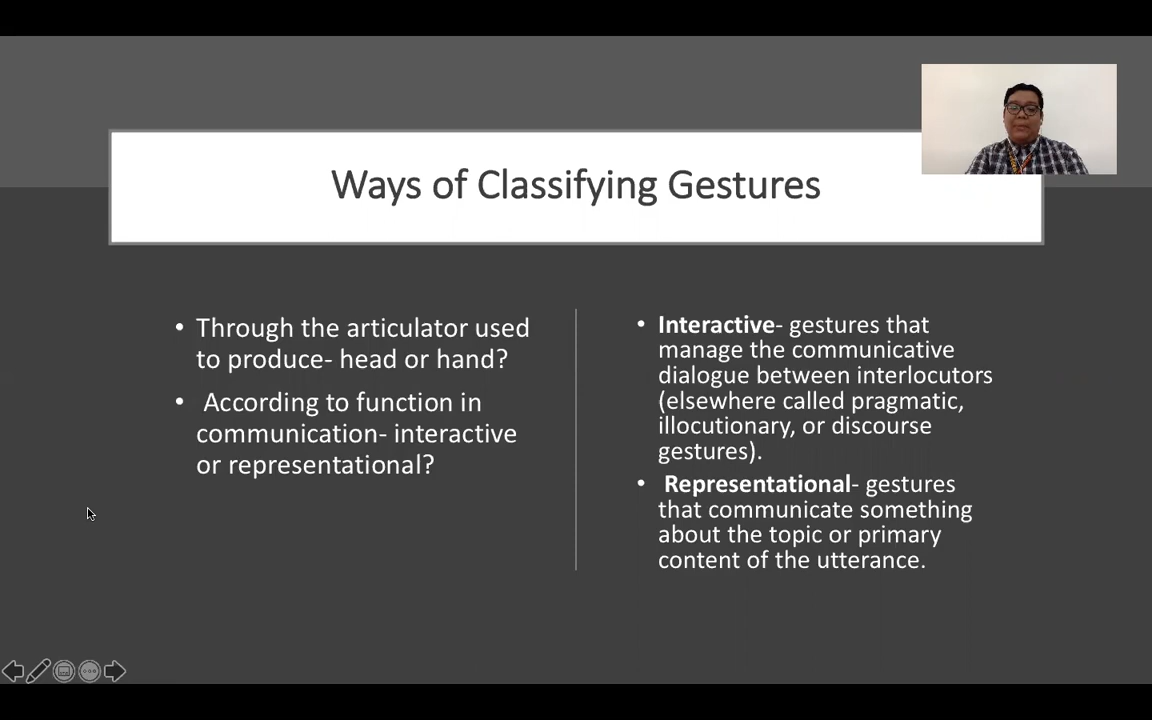 Ways of Classifying Gestures
• Through the articulator used
to produce- head or hand?
• According to function in
communication- interactive
or representational?
• Interactive- gestures that
manage the communicative
dialogue between interlocutors
(elsewhere called pragmatic,
illocutionary, or discourse
gestures).
• Representational- gestures
that communicate something
about the topic or primary
content of the utterance.